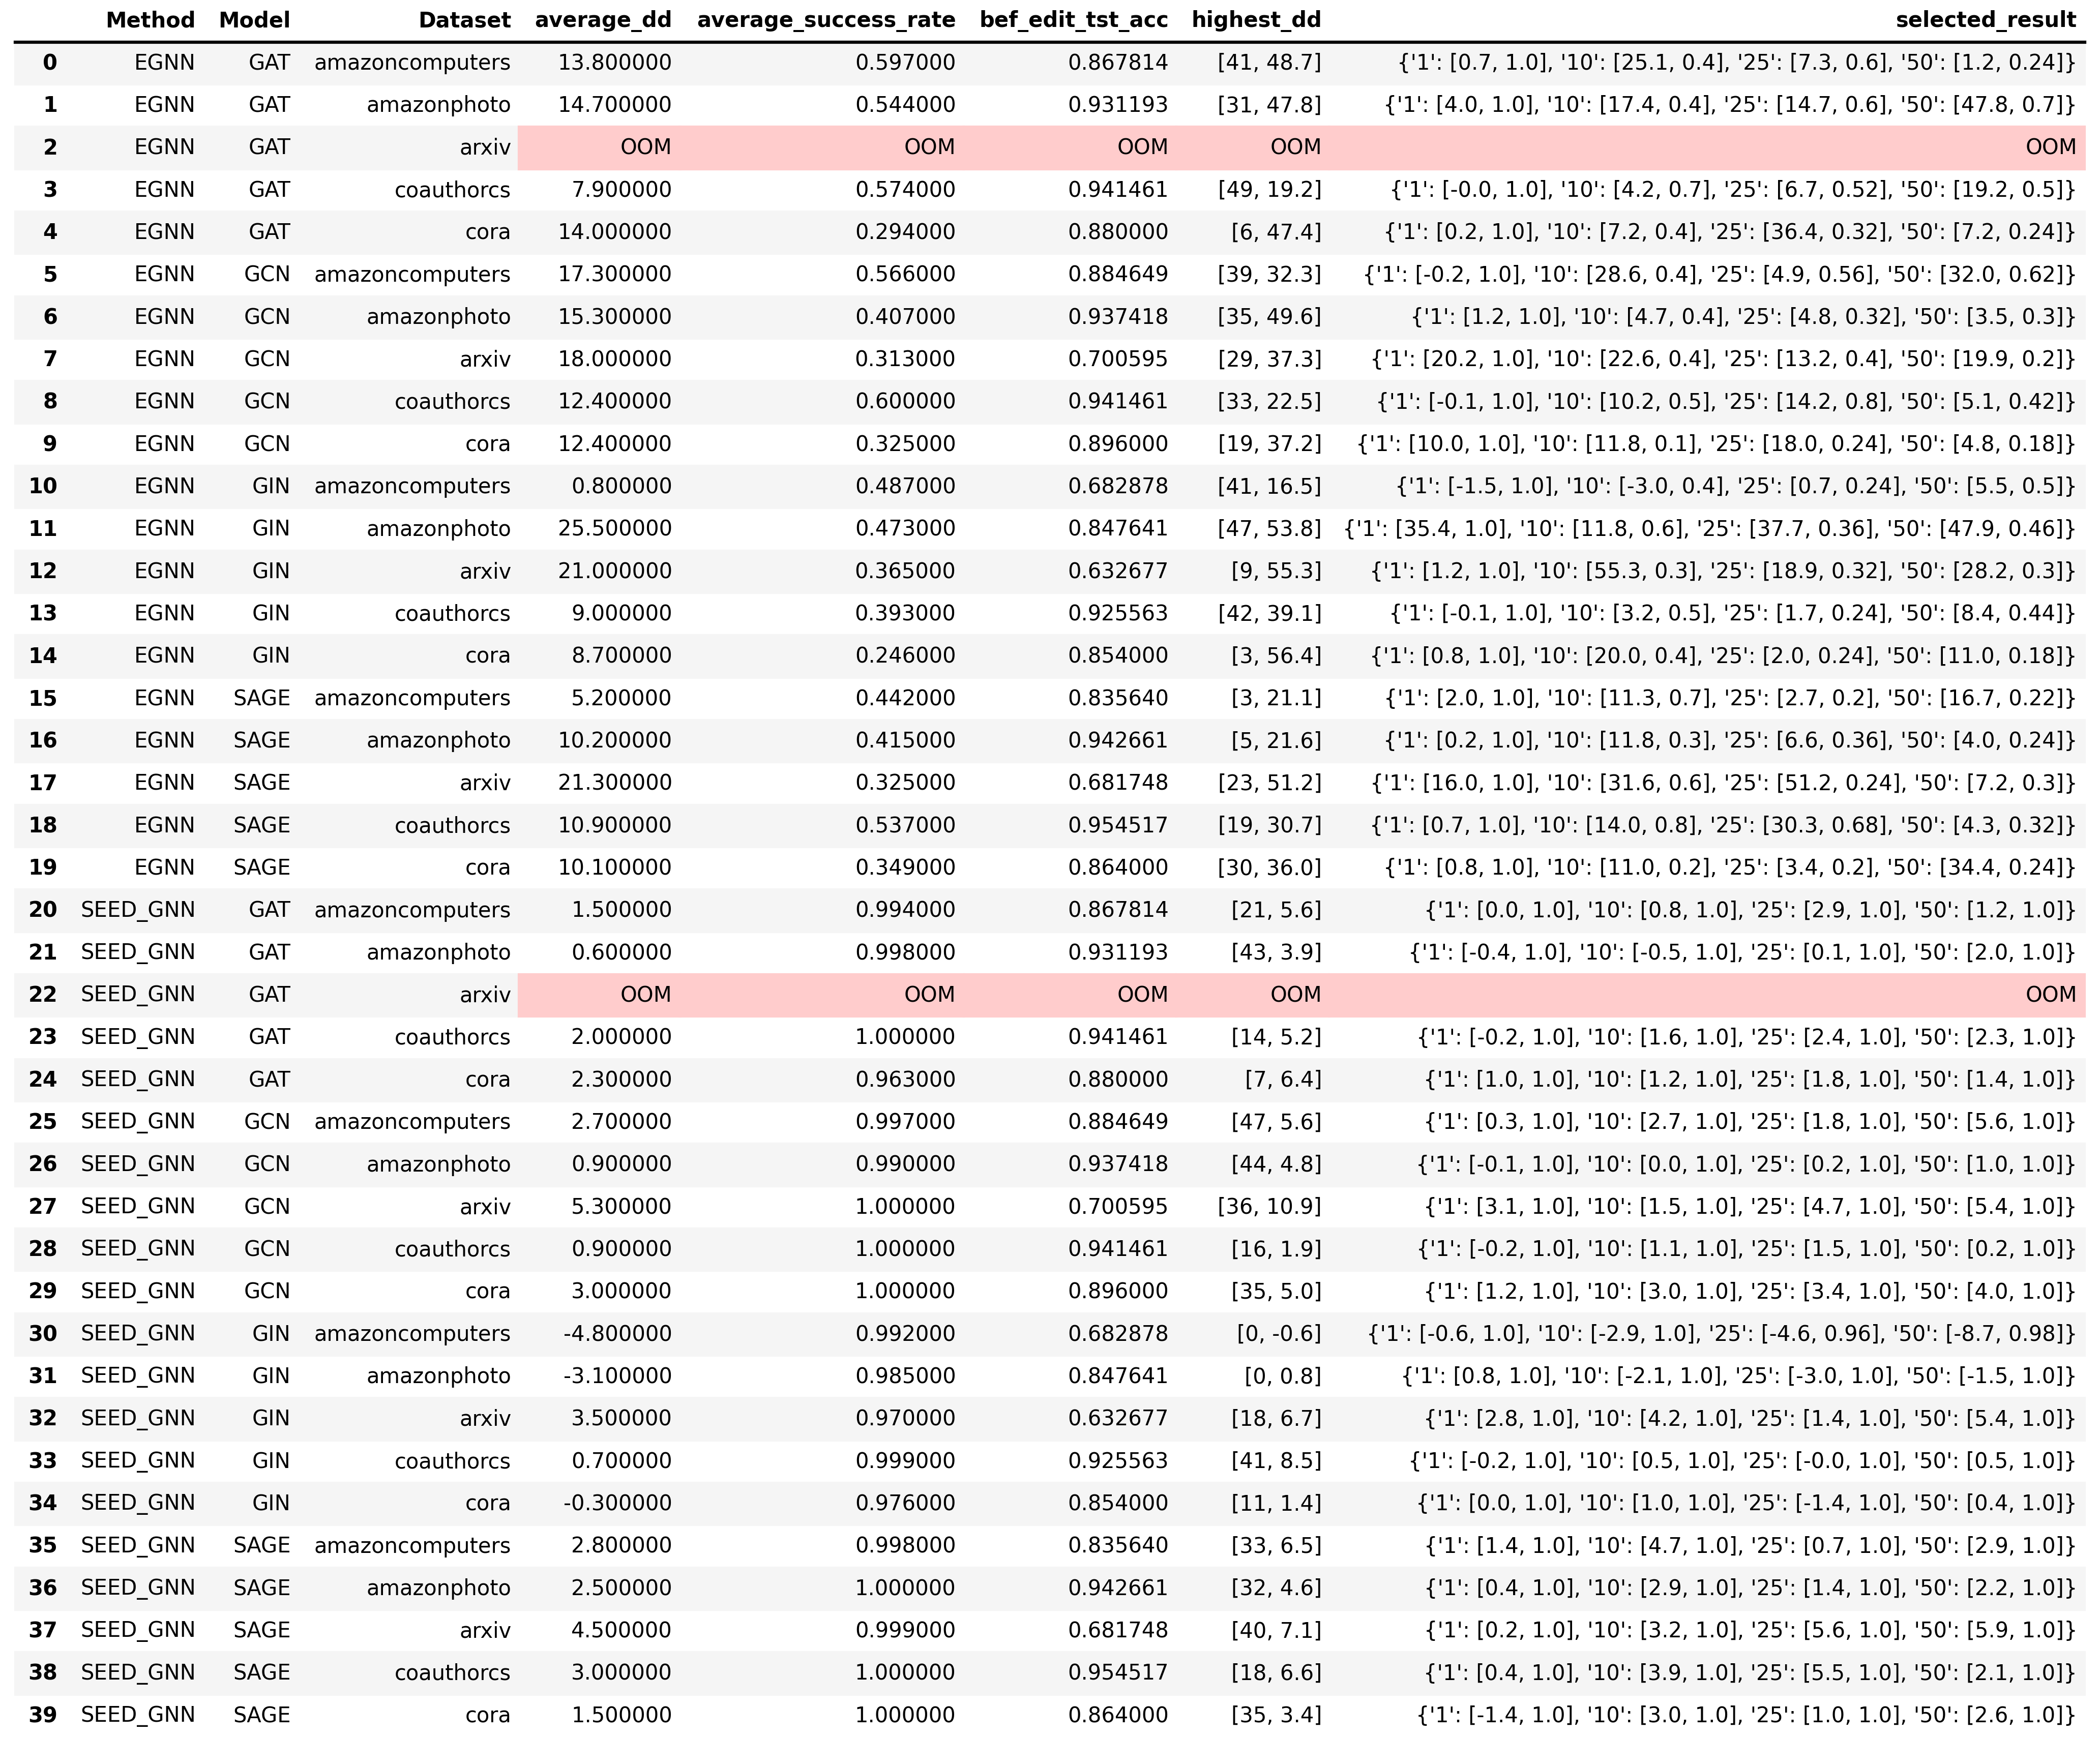 Method Model Dataset average_dd average_success_rate bef_edit_tst_acc highest_dd selected_result
0 EGNN GAT amazoncomputers 13.800000 0.597000 0.867814 [41, 48.7] {'1': [0.7, 1.0], '10': [25.1, 0.4], '25': [7.3, 0.6], '50': [1.2, 0.24]}
1 EGNN GAT amazonphoto 14.700000 0.544000 0.931193 [31, 47.8] {'1': [4.0, 1.0], '10': [17.4, 0.4], '25': [14.7, 0.6], '50': [47.8, 0.7]}
2 EGNN GAT arxiv OOM OOM OOM OOM OOM
3 EGNN GAT coauthorcs 7.900000 0.574000 0.941461 [49, 19.2] {'1': [-0.0, 1.0], '10': [4.2, 0.7], '25': [6.7, 0.52], '50': [19.2, 0.5]}
4 EGNN GAT cora 14.000000 0.294000 0.880000 [6, 47.4] {'1': [0.2, 1.0], '10': [7.2, 0.4], '25': [36.4, 0.32], '50': [7.2, 0.24]}
5 EGNN GCN amazoncomputers 17.300000 0.566000 0.884649 [39, 32.3] {'1': [-0.2, 1.0], '10': [28.6, 0.4], '25': [4.9, 0.56], '50': [32.0, 0.62]}
6 EGNN GCN amazonphoto 15.300000 0.407000 0.937418 [35, 49.6] {'1': [1.2, 1.0], '10': [4.7, 0.4], '25': [4.8, 0.32], '50': [3.5, 0.3]}
7 EGNN GCN arxiv 18.000000 0.313000 0.700595 [29, 37.3] {'1': [20.2, 1.0], '10': [22.6, 0.4], '25': [13.2, 0.4], '50': [19.9, 0.2]}
8 EGNN GCN coauthorcs 12.400000 0.600000 0.941461 [33, 22.5] {'1': [-0.1, 1.0], '10': [10.2, 0.5], '25': [14.2, 0.8], '50': [5.1, 0.42]}
9 EGNN GCN cora 12.400000 0.325000 0.896000 [19, 37.2] {'1': [10.0, 1.0], '10': [11.8, 0.1], '25': [18.0, 0.24], '50': [4.8, 0.18]}
10 EGNN GIN amazoncomputers 0.800000 0.487000 0.682878 [41, 16.5] {'1': [-1.5, 1.0], '10': [-3.0, 0.4], '25': [0.7, 0.24], '50': [5.5, 0.5]}
11 EGNN GIN amazonphoto 25.500000 0.473000 0.847641 [47, 53.8] {'1': [35.4, 1.0], '10': [11.8, 0.6], '25': [37.7, 0.36], '50': [47.9, 0.46]}
12 EGNN GIN arxiv 21.000000 0.365000 0.632677 [9, 55.3] {'1': [1.2, 1.0], '10': [55.3, 0.3], '25': [18.9, 0.32], '50': [28.2, 0.3]}
13 EGNN GIN coauthorcs 9.000000 0.393000 0.925563 [42, 39.1] {'1': [-0.1, 1.0], '10': [3.2, 0.5], '25': [1.7, 0.24], '50': [8.4, 0.44]}
14 EGNN GIN cora 8.700000 0.246000 0.854000 [3, 56.4] {'1': [0.8, 1.0], '10': [20.0, 0.4], '25': [2.0, 0.24], '50': [11.0, 0.18]}
15 EGNN SAGE amazoncomputers 5.200000 0.442000 0.835640 [3, 21.1] {'1': [2.0, 1.0], '10': [11.3, 0.7], '25': [2.7, 0.2], '50': [16.7, 0.22]}
16 EGNN SAGE amazonphoto 10.200000 0.415000 0.942661 [5, 21.6] {'1': [0.2, 1.0], '10': [11.8, 0.3], '25': [6.6, 0.36], '50': [4.0, 0.24]}
17 EGNN SAGE arxiv 21.300000 0.325000 0.681748 [23, 51.2] {'1': [16.0, 1.0], '10': [31.6, 0.6], '25': [51.2, 0.24], '50': [7.2, 0.3]}
18 EGNN SAGE coauthorcs 10.900000 0.537000 0.954517 [19, 30.7] {'1': [0.7, 1.0], '10': [14.0, 0.8], '25': [30.3, 0.68], '50': [4.3, 0.32]}
19 EGNN SAGE cora 10.100000 0.349000 0.864000 [30, 36.0] {'1': [0.8, 1.0], '10': [11.0, 0.2], '25': [3.4, 0.2], '50': [34.4, 0.24]}
20 SEED_GNN GAT amazoncomputers 1.500000 0.994000 0.867814 [21, 5.6] {'1': [0.0, 1.0], '10': [0.8, 1.0], '25': [2.9, 1.0], '50': [1.2, 1.0]}
21 SEED_GNN GAT amazonphoto 0.600000 0.998000 0.931193 [43, 3.9] {'1': [-0.4, 1.0], '10': [-0.5, 1.0], '25': [0.1, 1.0], '50': [2.0, 1.0]}
22 SEED_GNN GAT arxiv OOM OOM OOM OOM OOM
23 SEED_GNN GAT coauthorcs 2.000000 1.000000 0.941461 [14, 5.2] {'1': [-0.2, 1.0], '10': [1.6, 1.0], '25': [2.4, 1.0], '50': [2.3, 1.0]}
24 SEED_GNN GAT cora 2.300000 0.963000 0.880000 [7, 6.4] {'1': [1.0, 1.0], '10': [1.2, 1.0], '25': [1.8, 1.0], '50': [1.4, 1.0]}
25 SEED_GNN GCN amazoncomputers 2.700000 0.997000 0.884649 [47, 5.6] {'1': [0.3, 1.0], '10': [2.7, 1.0], '25': [1.8, 1.0], '50': [5.6, 1.0]}
26 SEED_GNN GCN amazonphoto 0.900000 0.990000 0.937418 [44, 4.8] {'1': [-0.1, 1.0], '10': [0.0, 1.0], '25': [0.2, 1.0], '50': [1.0, 1.0]}
27 SEED_GNN GCN arxiv 5.300000 1.000000 0.700595 [36, 10.9] {'1': [3.1, 1.0], '10': [1.5, 1.0], '25': [4.7, 1.0], '50': [5.4, 1.0]}
28 SEED_GNN GCN coauthorcs 0.900000 1.000000 0.941461 [16, 1.9] {'1': [-0.2, 1.0], '10': [1.1, 1.0], '25': [1.5, 1.0], '50': [0.2, 1.0]}
29 SEED_GNN GCN cora 3.000000 1.000000 0.896000 [35, 5.0] {'1': [1.2, 1.0], '10': [3.0, 1.0], '25': [3.4, 1.0], '50': [4.0, 1.0]}
30 SEED_GNN GIN amazoncomputers -4.800000 0.992000 0.682878 [0, -0.6] {'1': [-0.6, 1.0], '10': [-2.9, 1.0], '25': [-4.6, 0.96], '50': [-8.7, 0.98]}
31 SEED_GNN GIN amazonphoto -3.100000 0.985000 0.847641 [0, 0.8] {'1': [0.8, 1.0], '10': [-2.1, 1.0], '25': [-3.0, 1.0], '50': [-1.5, 1.0]}
32 SEED_GNN GIN arxiv 3.500000 0.970000 0.632677 [18, 6.7] {'1': [2.8, 1.0], '10': [4.2, 1.0], '25': [1.4, 1.0], '50': [5.4, 1.0]}
33 SEED_GNN GIN coauthorcs 0.700000 0.999000 0.925563 [41, 8.5] {'1': [-0.2, 1.0], '10': [0.5, 1.0], '25': [-0.0, 1.0], '50': [0.5, 1.0]}
34 SEED_GNN GIN cora -0.300000 0.976000 0.854000 [11, 1.4] {'1': [0.0, 1.0], '10': [1.0, 1.0], '25': [-1.4, 1.0], '50': [0.4, 1.0]}
35 SEED_GNN SAGE amazoncomputers 2.800000 0.998000 0.835640 [33, 6.5] {'1': [1.4, 1.0], '10': [4.7, 1.0], '25': [0.7, 1.0], '50': [2.9, 1.0]}
36 SEED_GNN SAGE amazonphoto 2.500000 1.000000 0.942661 [32, 4.6] {'1': [0.4, 1.0], '10': [2.9, 1.0], '25': [1.4, 1.0], '50': [2.2, 1.0]}
37 SEED_GNN SAGE arxiv 4.500000 0.999000 0.681748 [40, 7.1] {'1': [0.2, 1.0], '10': [3.2, 1.0], '25': [5.6, 1.0], '50': [5.9, 1.0]}
38 SEED_GNN SAGE coauthorcs 3.000000 1.000000 0.954517 [18, 6.6] {'1': [0.4, 1.0], '10': [3.9, 1.0], '25': [5.5, 1.0], '50': [2.1, 1.0]}
39 SEED_GNN SAGE cora 1.500000 1.000000 0.864000 [35, 3.4] {'1': [-1.4, 1.0], '10': [3.0, 1.0], '25': [1.0, 1.0], '50': [2.6, 1.0]}